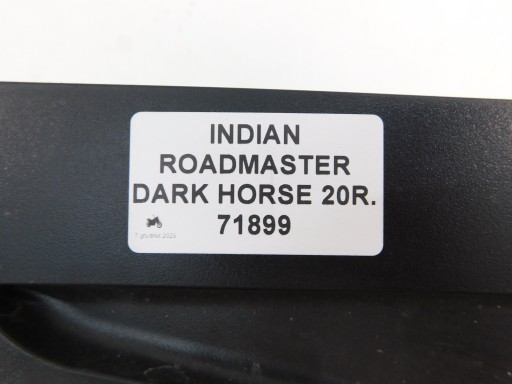 INDIAN
ROADMASTER
DARK HORSE 20R.
71899